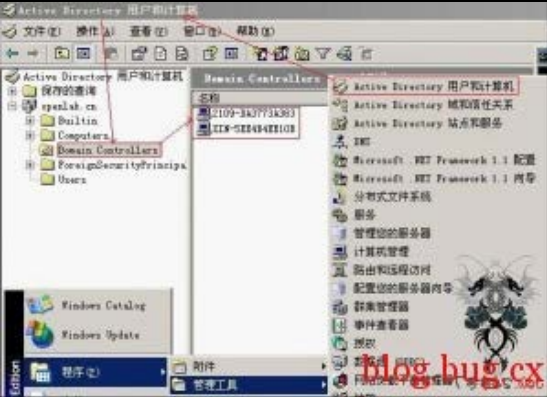 Active Directory 用户和计算机
文件(F) 操作(A) 查看(V) 窗口(W) 帮助(H)
Active Directory 用户和计算机
保存的查询
openlab.cn
Builtin
Computers
Domain Controllers
ForeignSecurityPrincipa
Users
Domain Controllers
名称
Active Directory 用户和计算机
Active Directory 域和信任关系
Active Directory 站点和服务
DNS
Microsoft .NET Framework 1.1 配置
Microsoft .NET Framework 1.1 向导
分布式文件系统
服务
管理您的服务器
计算机管理
路由和远程访问
配置您的服务器向导
群集管理器
事件查看器
授权
Windows Catalog
Windows Update
Edition
程序(P)
附件
管理工具
blog.bug.cx